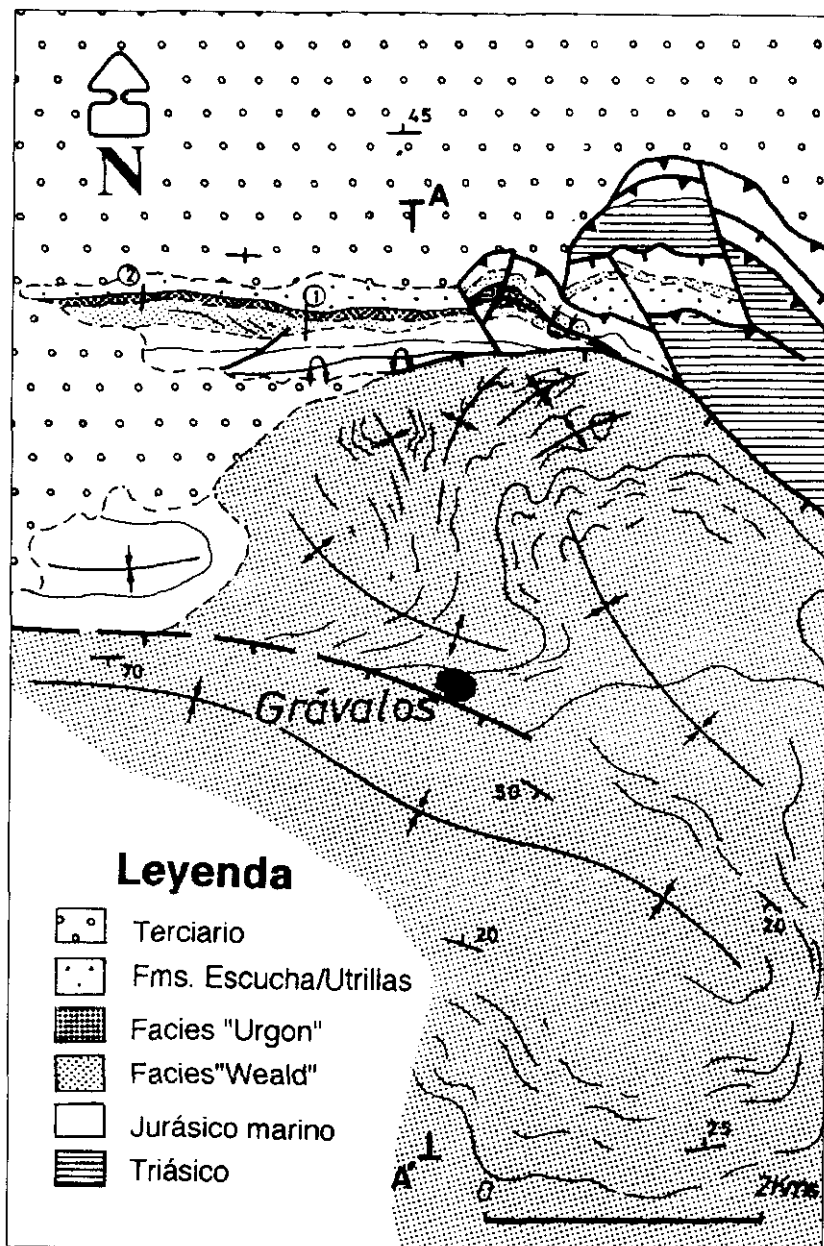 45
N
A
②
①
70
Grávalos
50
20
20
25
A'
0 2Kms
Leyenda
Terciario
Fms. Escucha/Utrillas
Facies "Urgon"
Facies"Weald"
Jurásico marino
Triásico